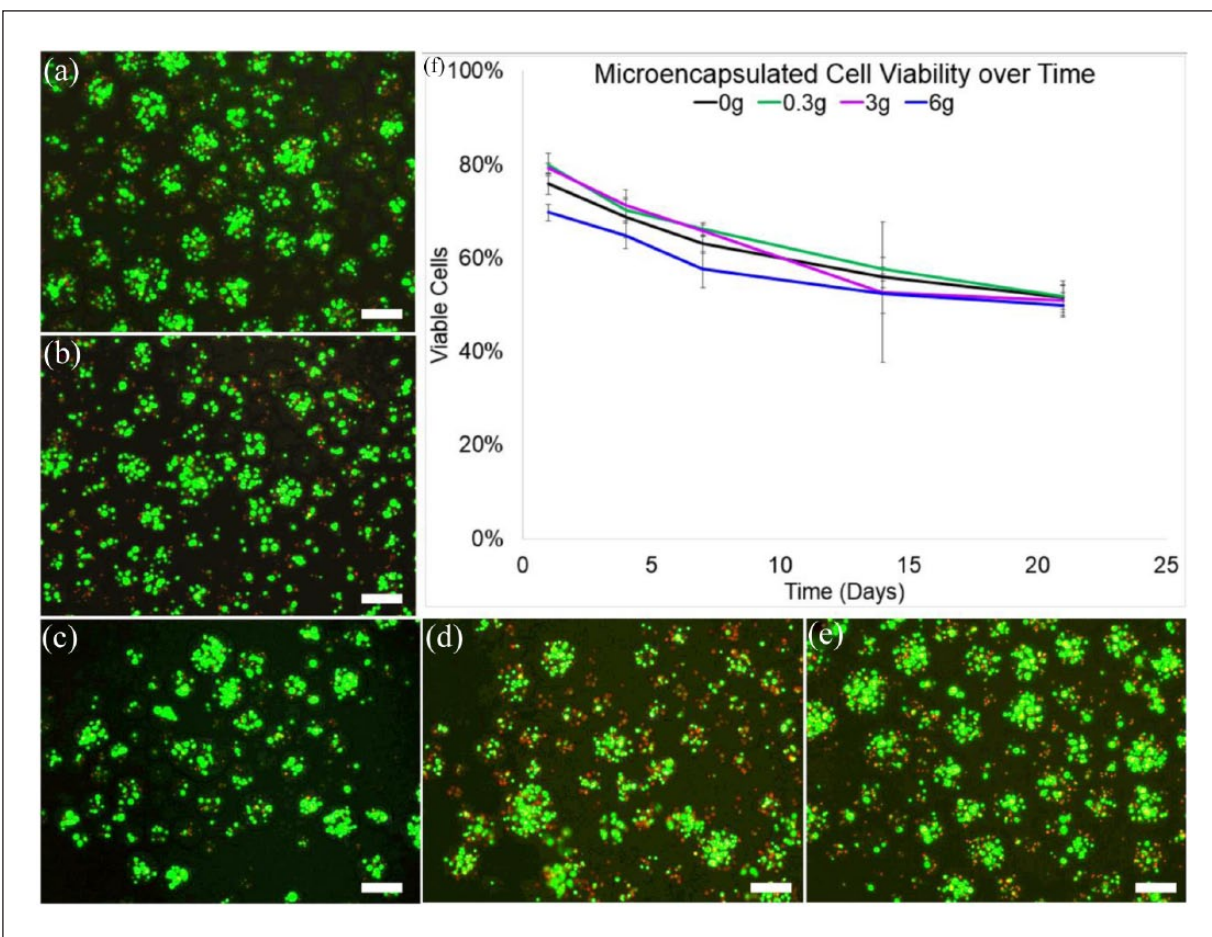 (a)
(b)
(c)
(d)
(e)
(f)
Microencapsulated Cell Viability over Time
0g 0.3g 3g 6g
100%
80%
60%
40%
20%
0%
Viable Cells
0 5 10 15 20 25
Time (Days)